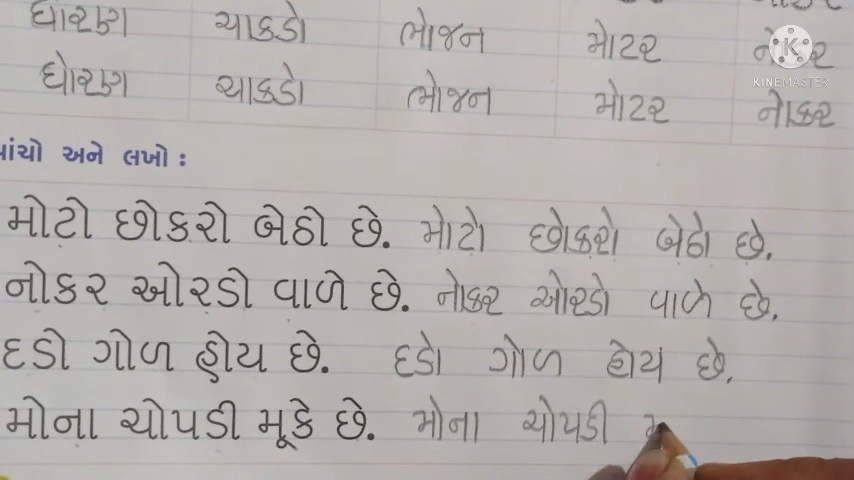 ધોરણ ચાકડો ભોજન મોટર નોકર
KINEMASTER
ધોરણ ચાકડો ભોજન મોટર નોકર
વાંચો અને લખો :
મોટો છોકરો બેઠો છે. મોટો છોકરો બેઠો છે.
નોકર ઓરડો વાળે છે. નોકર ઓરડો વાળે છે.
દડો ગોળ હોય છે. દડો ગોળ હોય છે.
મોના ચોપડી મૂકે છે. મોના ચોપડી મ